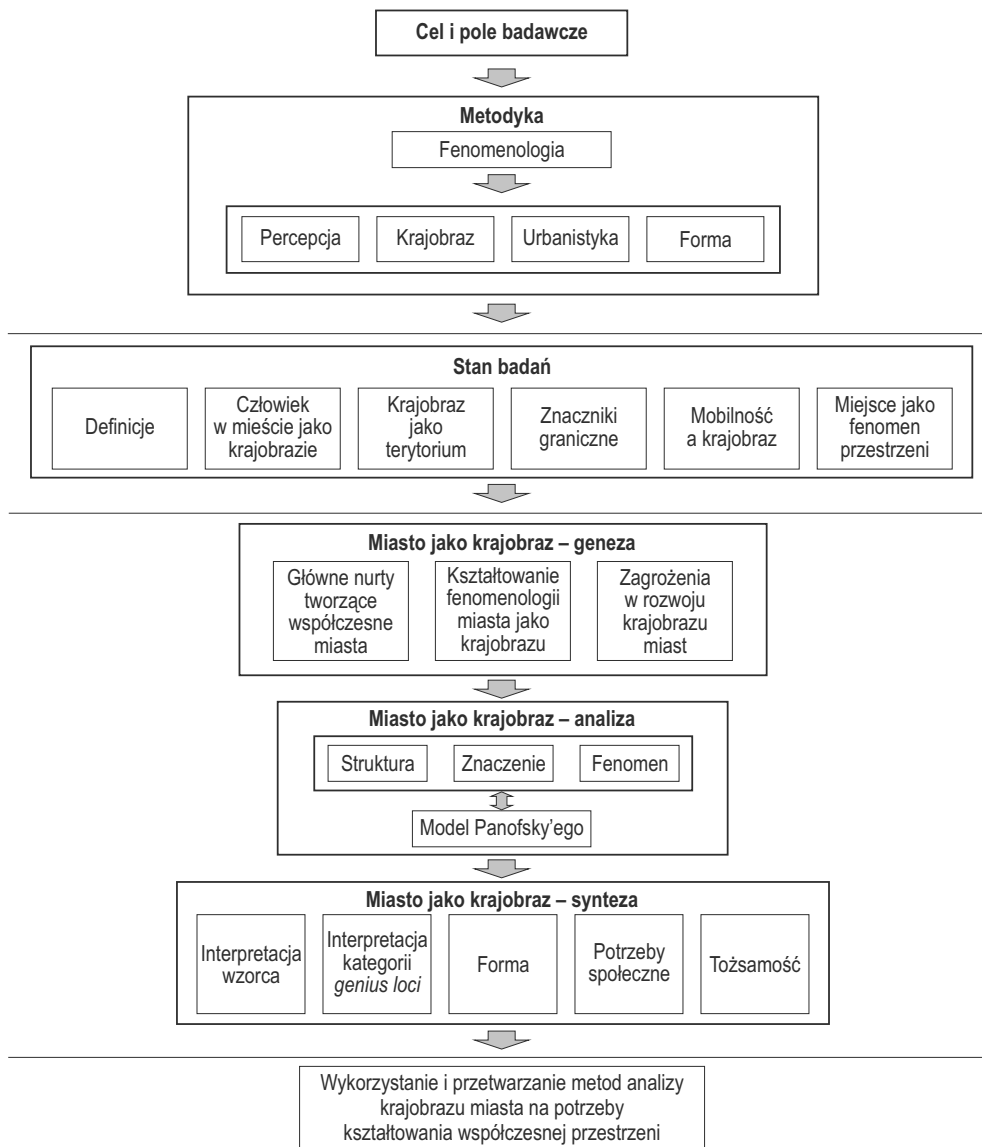 Cel i pole badawcze
Metodyka
Fenomenologia
Percepcja
Krajobraz
Urbanistyka
Forma
Stan badań
Definicje
Człowiek
w mieście jako
krajobrazie
Krajobraz
jako
terytorium
Znaczniki
graniczne
Mobilność
a krajobraz
Miejsce jako
fenomen
przestrzeni
Miasto jako krajobraz – geneza
Główne nurty
tworzące
współczesne
miasta
Kształtowanie
fenomenologii
miasta jako
krajobrazu
Zagrożenia
w rozwoju
krajobrazu
miast
Miasto jako krajobraz – analiza
Struktura
Znaczenie
Fenomen
Model Panofsky’ego
Miasto jako krajobraz – synteza
Interpretacja
wzorca
Interpretacja
kategorii
genius loci
Forma
Potrzeby
społeczne
Tożsamość
Wykorzystanie i przetwarzanie metod analizy
krajobrazu miasta na potrzeby
kształtowania współczesnej przestrzeni